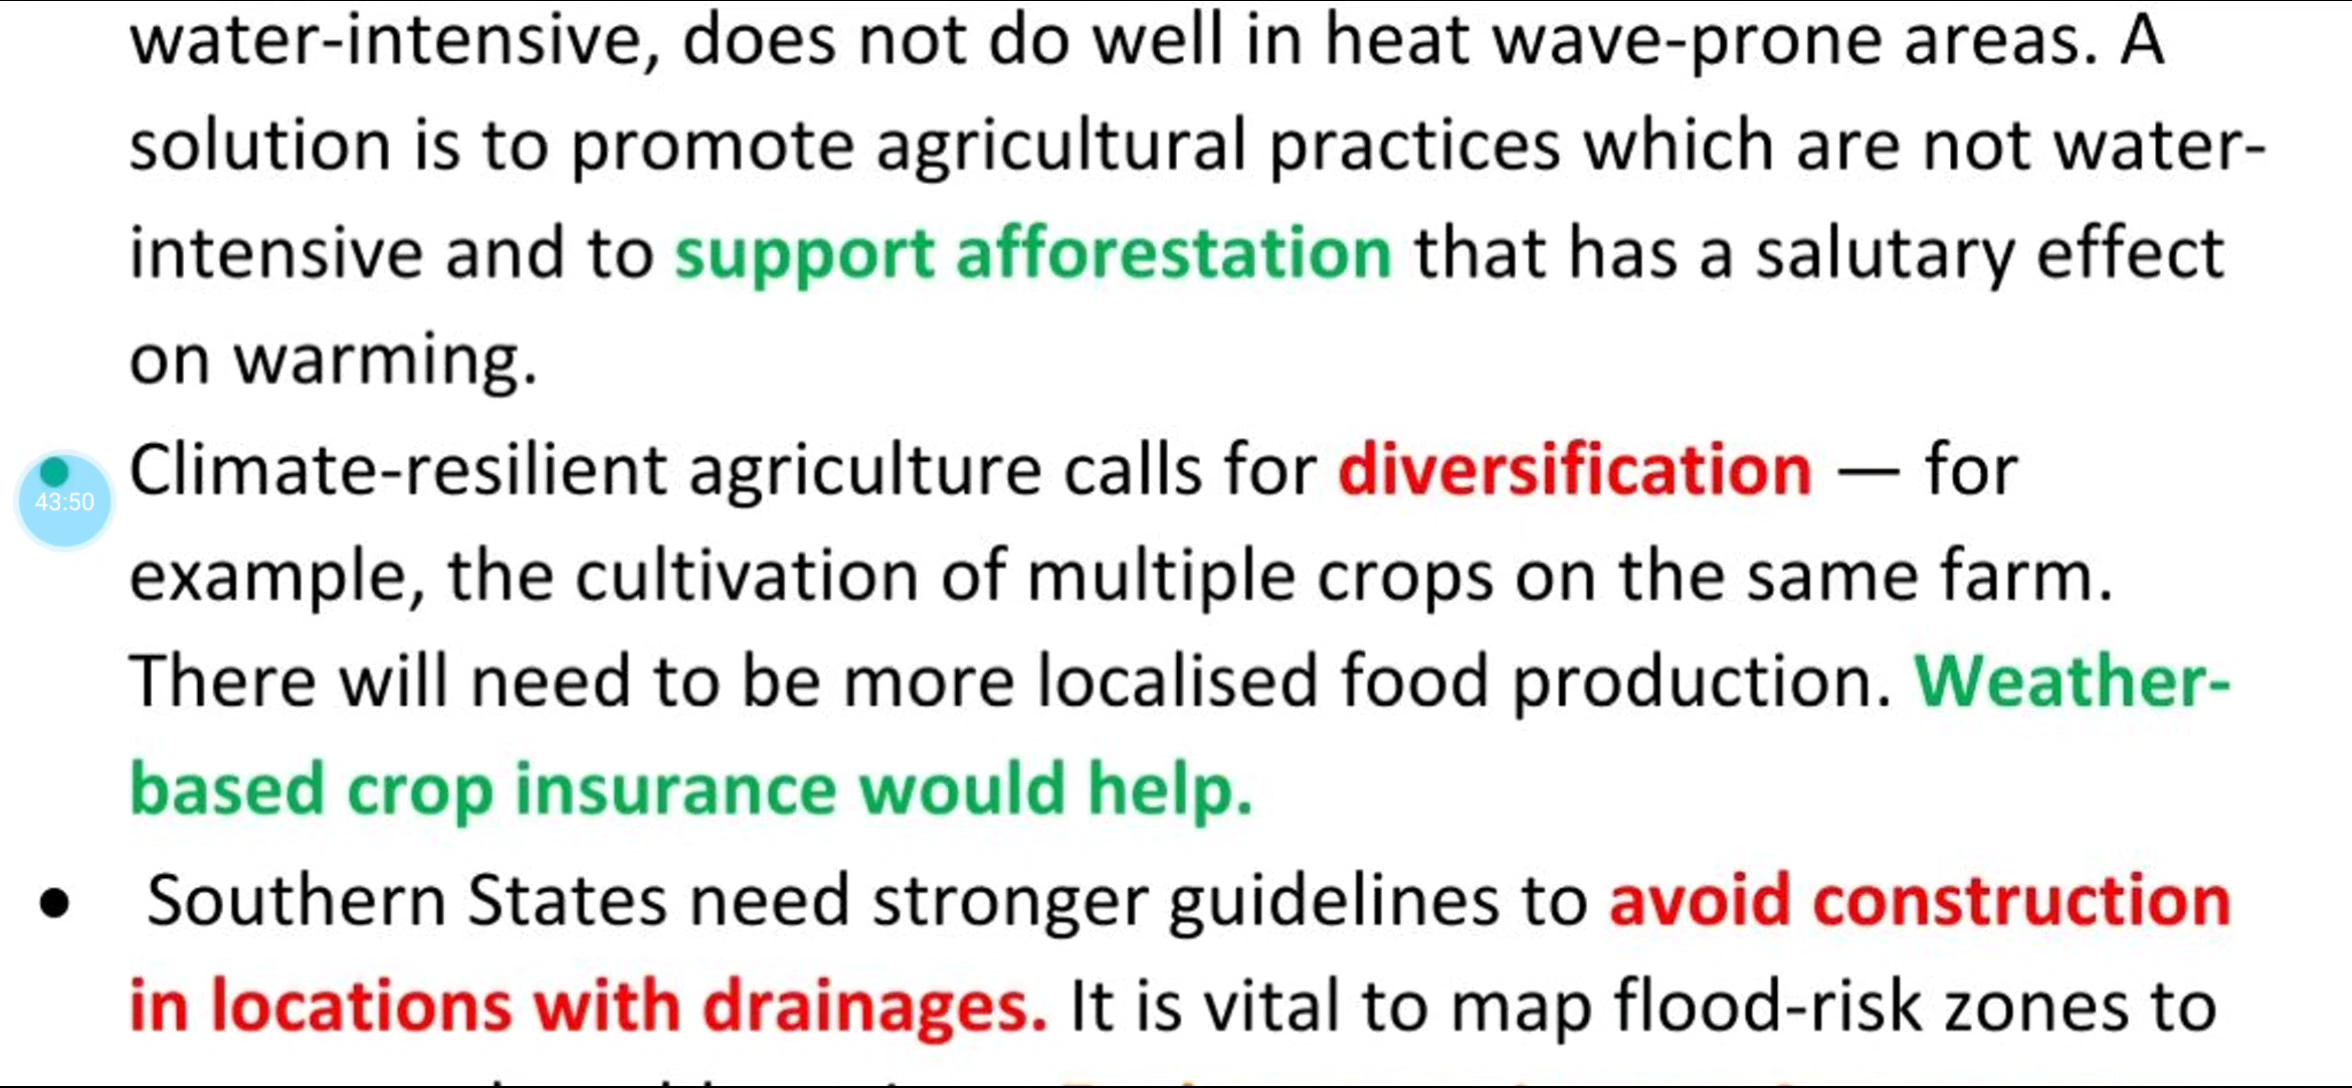 water-intensive, does not do well in heat wave-prone areas. A
solution is to promote agricultural practices which are not water-
intensive and to support afforestation that has a salutary effect
on warming.
Climate-resilient agriculture calls for diversification — for
43:50
example, the cultivation of multiple crops on the same farm.
There will need to be more localised food production. Weather-
based crop insurance would help.
• Southern States need stronger guidelines to avoid construction
in locations with drainages. It is vital to map flood-risk zones to